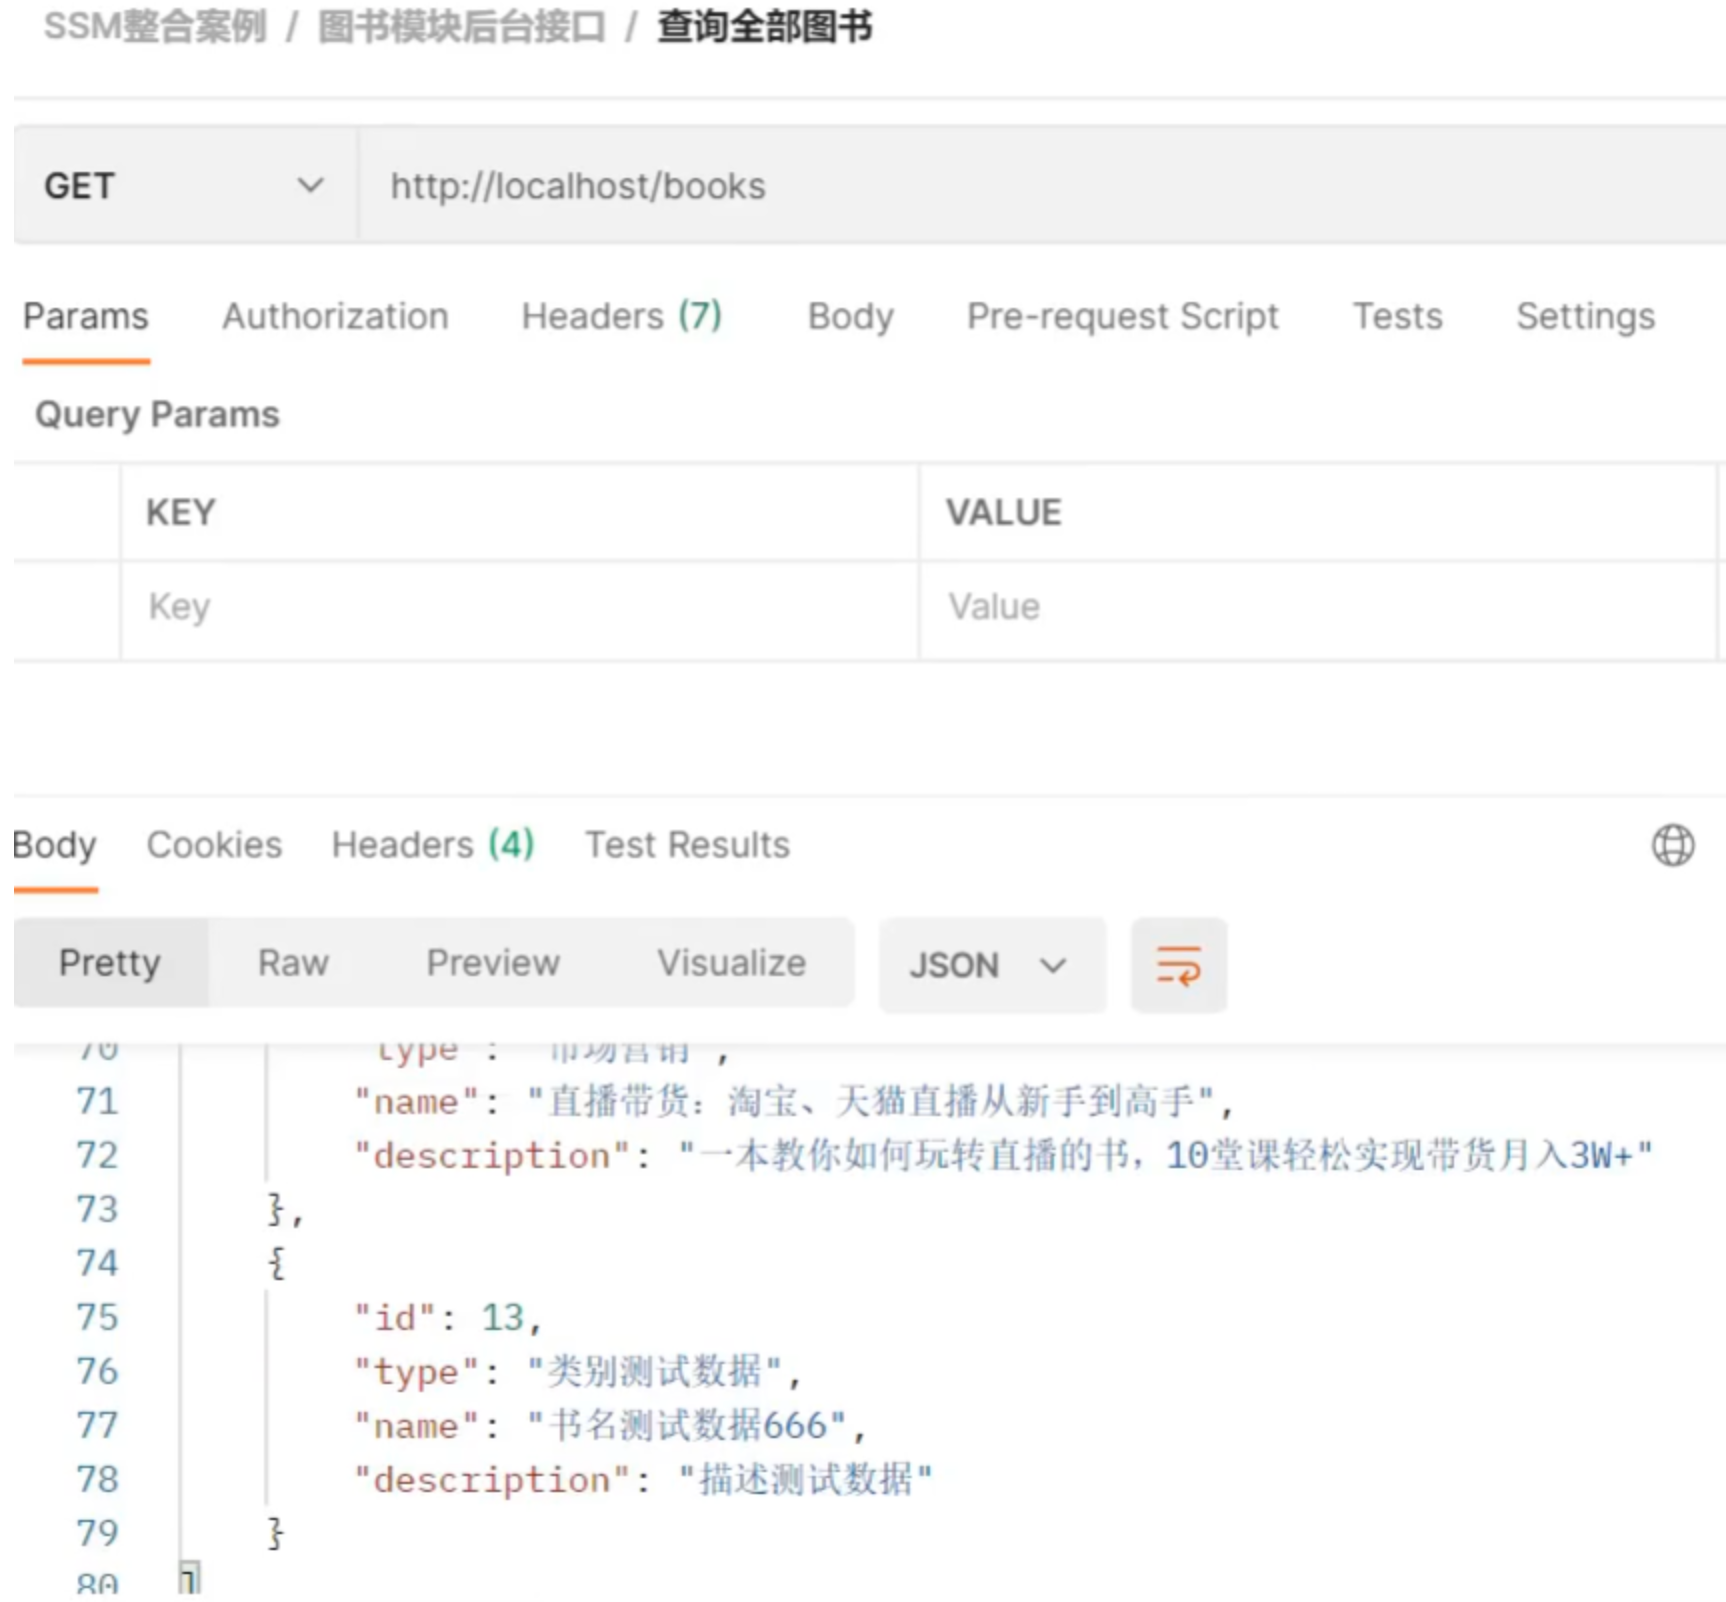 SSM整合案例 / 图书模块后台接口 / 查询全部图书
GET http://localhost/books
Params Authorization Headers (7) Body Pre-request Script Tests Settings
Query Params
KEY VALUE
Key Value
Body Cookies Headers (4) Test Results
Pretty Raw Preview Visualize JSON
70 "type": "市场营销",
71 "name": "直播带货：淘宝、天猫直播从新手到高手",
72 "description": "一本教你如何玩转直播的书，10堂课轻松实现带货月入3W+"
73 },
74 {
75 "id": 13,
76 "type": "类别测试数据",
77 "name": "书名测试数据666",
78 "description": "描述测试数据"
79 }
80 ]